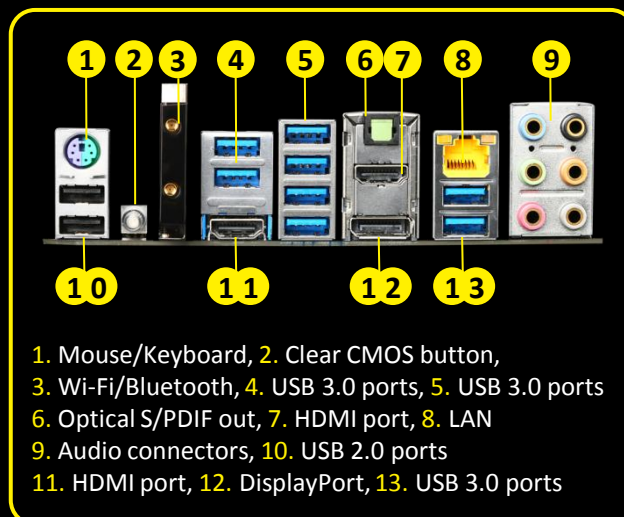 1 2 3 4 5 6 7 8 9
10 11 12 13
1. Mouse/Keyboard, 2. Clear CMOS button,
3. Wi-Fi/Bluetooth, 4. USB 3.0 ports, 5. USB 3.0 ports
6. Optical S/PDIF out, 7. HDMI port, 8. LAN
9. Audio connectors, 10. USB 2.0 ports
11. HDMI port, 12. DisplayPort, 13. USB 3.0 ports